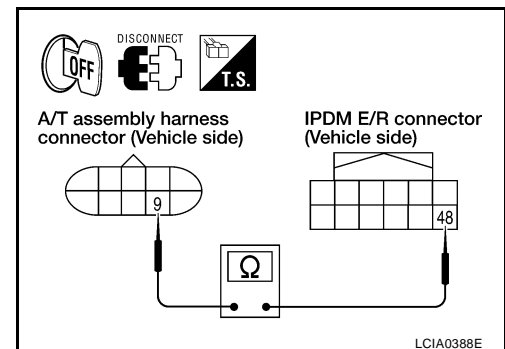 DISCONNECT
OFF
T.S.
A/T assembly harness
connector (Vehicle side)
IPDM E/R connector
(Vehicle side)
9
48
Ω
LCIA0388E